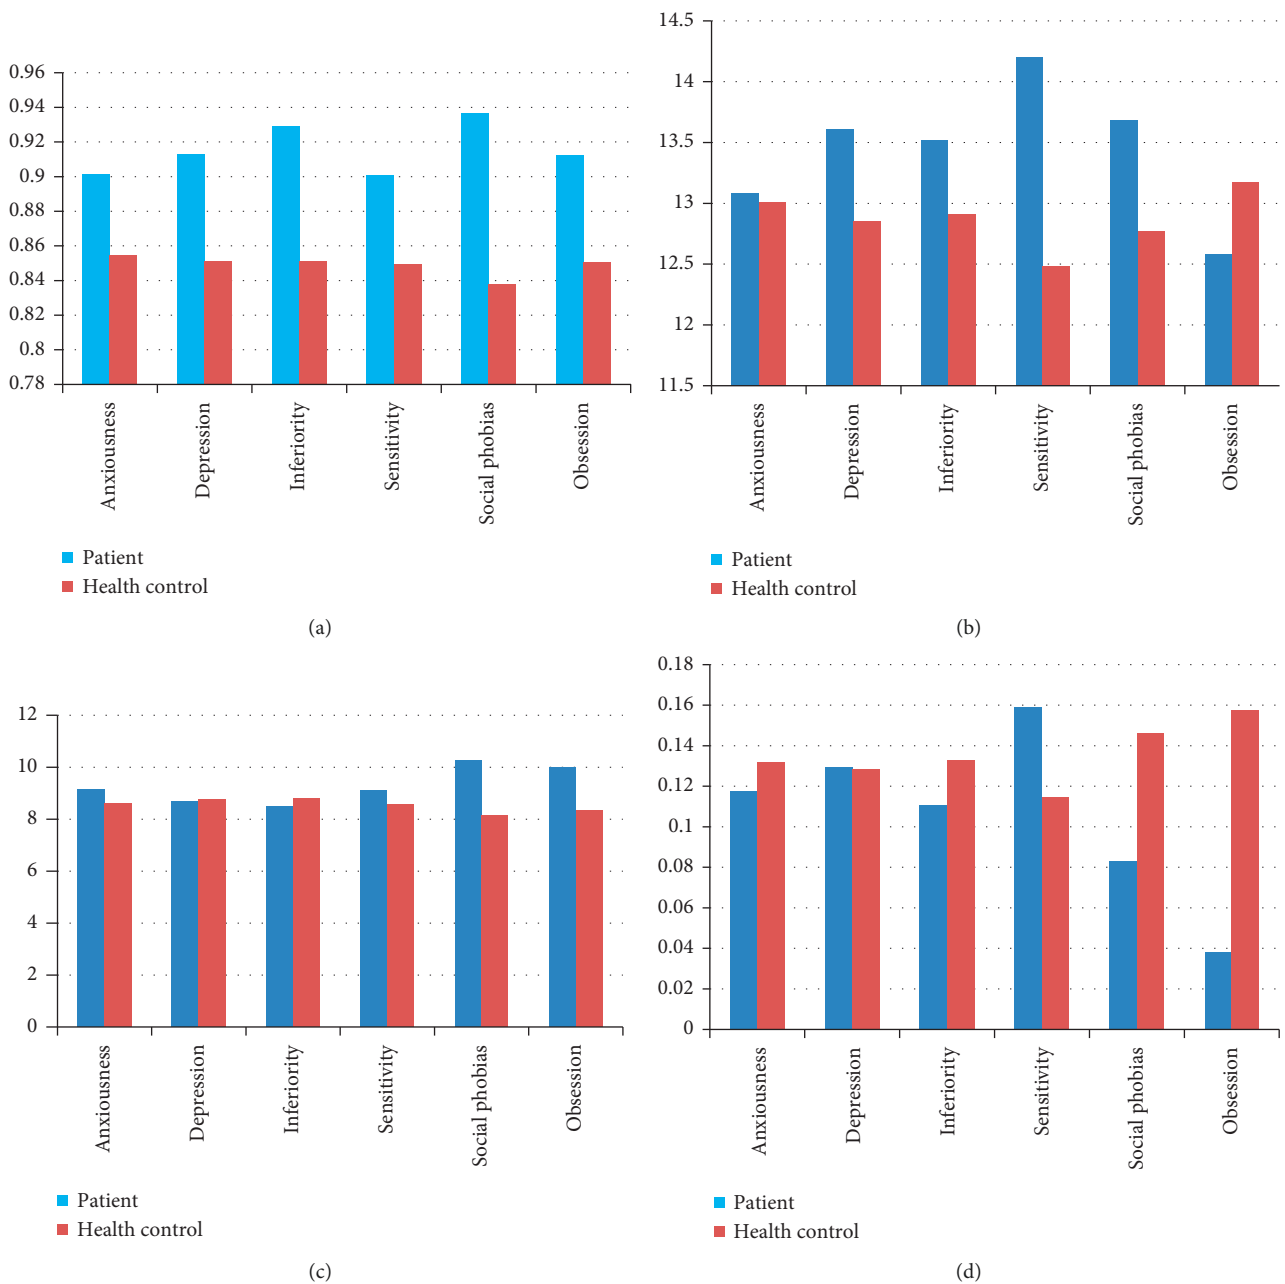 0.96
0.94
0.92
0.9
0.88
0.86
0.84
0.82
0.8
0.78
Anxiousness
Depression
Inferiority
Sensitivity
Social phobias
Obsession
Patient
Health control
(a)
14.5
14
13.5
13
12.5
12
11.5
Anxiousness
Depression
Inferiority
Sensitivity
Social phobias
Obsession
Patient
Health control
(b)
12
10
8
6
4
2
0
Anxiousness
Depression
Inferiority
Sensitivity
Social phobias
Obsession
Patient
Health control
(c)
0.18
0.16
0.14
0.12
0.1
0.08
0.06
0.04
0.02
0
Anxiousness
Depression
Inferiority
Sensitivity
Social phobias
Obsession
Patient
Health control
(d)